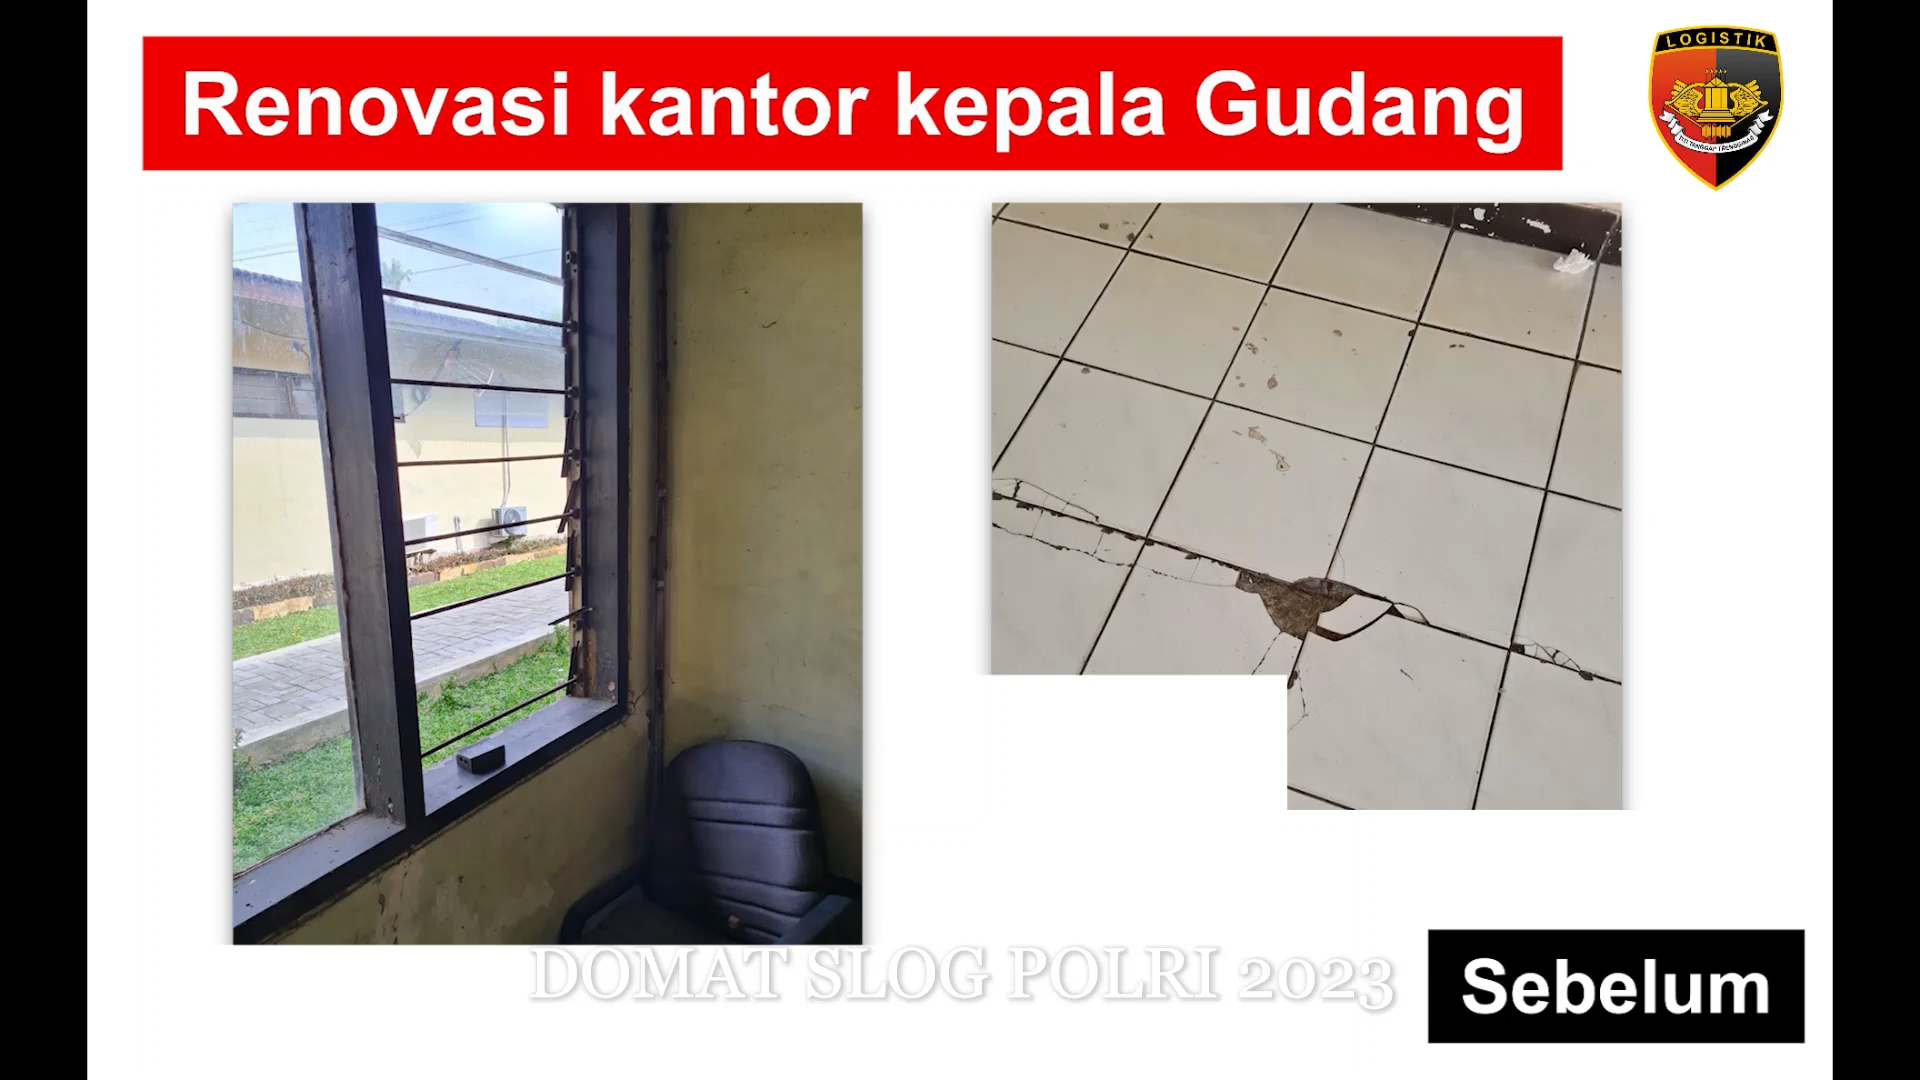 Renovasi kantor kepala Gudang
LOGISTIK
DOMAT SLOG POLRI 2023
Sebelum